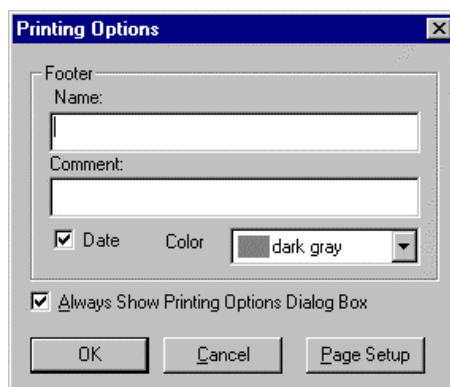 Printing Options
Footer
Name:
Comment:
Date Color dark gray
Always Show Printing Options Dialog Box
OK Cancel Page Setup